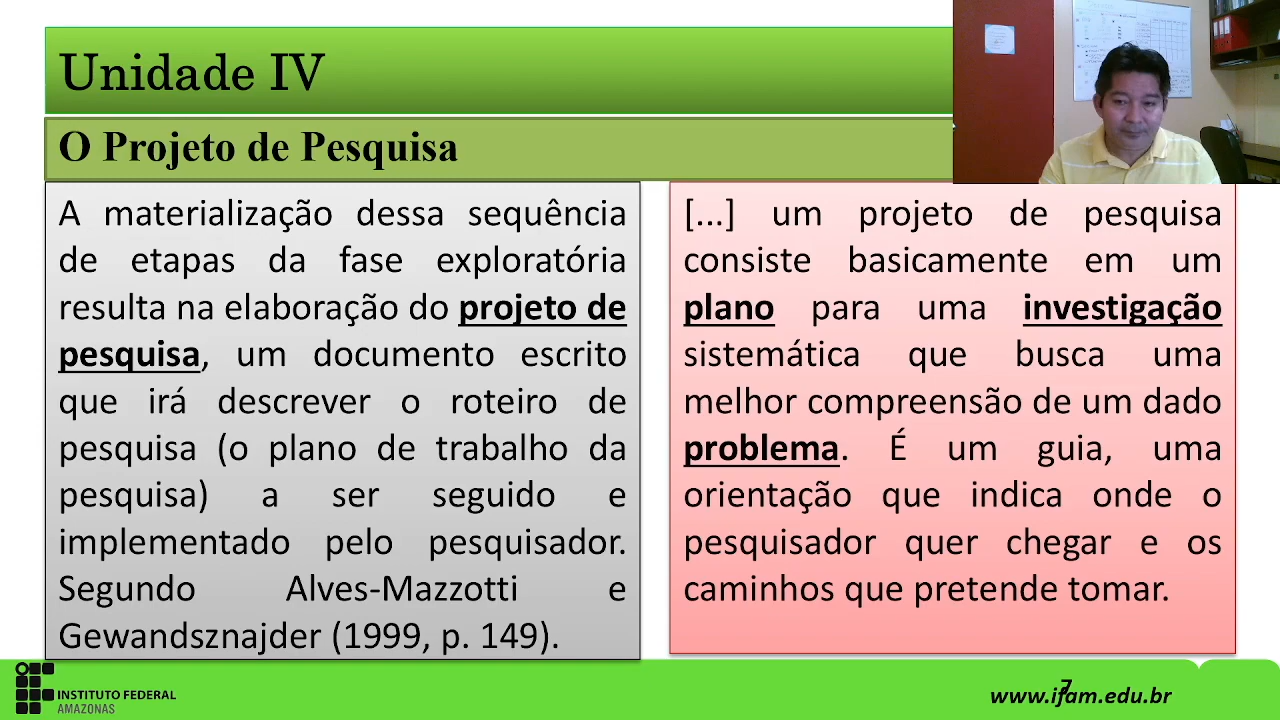 Unidade IV
O Projeto de Pesquisa
A materialização dessa sequência
de etapas da fase exploratória
resulta na elaboração do projeto de
pesquisa, um documento escrito
que irá descrever o roteiro de
pesquisa (o plano de trabalho da
pesquisa) a ser seguido e
implementado pelo pesquisador.
Segundo Alves-Mazzotti e
Gewandsznajder (1999, p. 149).
[...] um projeto de pesquisa
consiste basicamente em um
plano para uma investigação
sistemática que busca uma
melhor compreensão de um dado
problema. É um guia, uma
orientação que indica onde o
pesquisador quer chegar e os
caminhos que pretende tomar.
INSTITUTO FEDERAL
AMAZONAS
www.ifam.edu.br
7